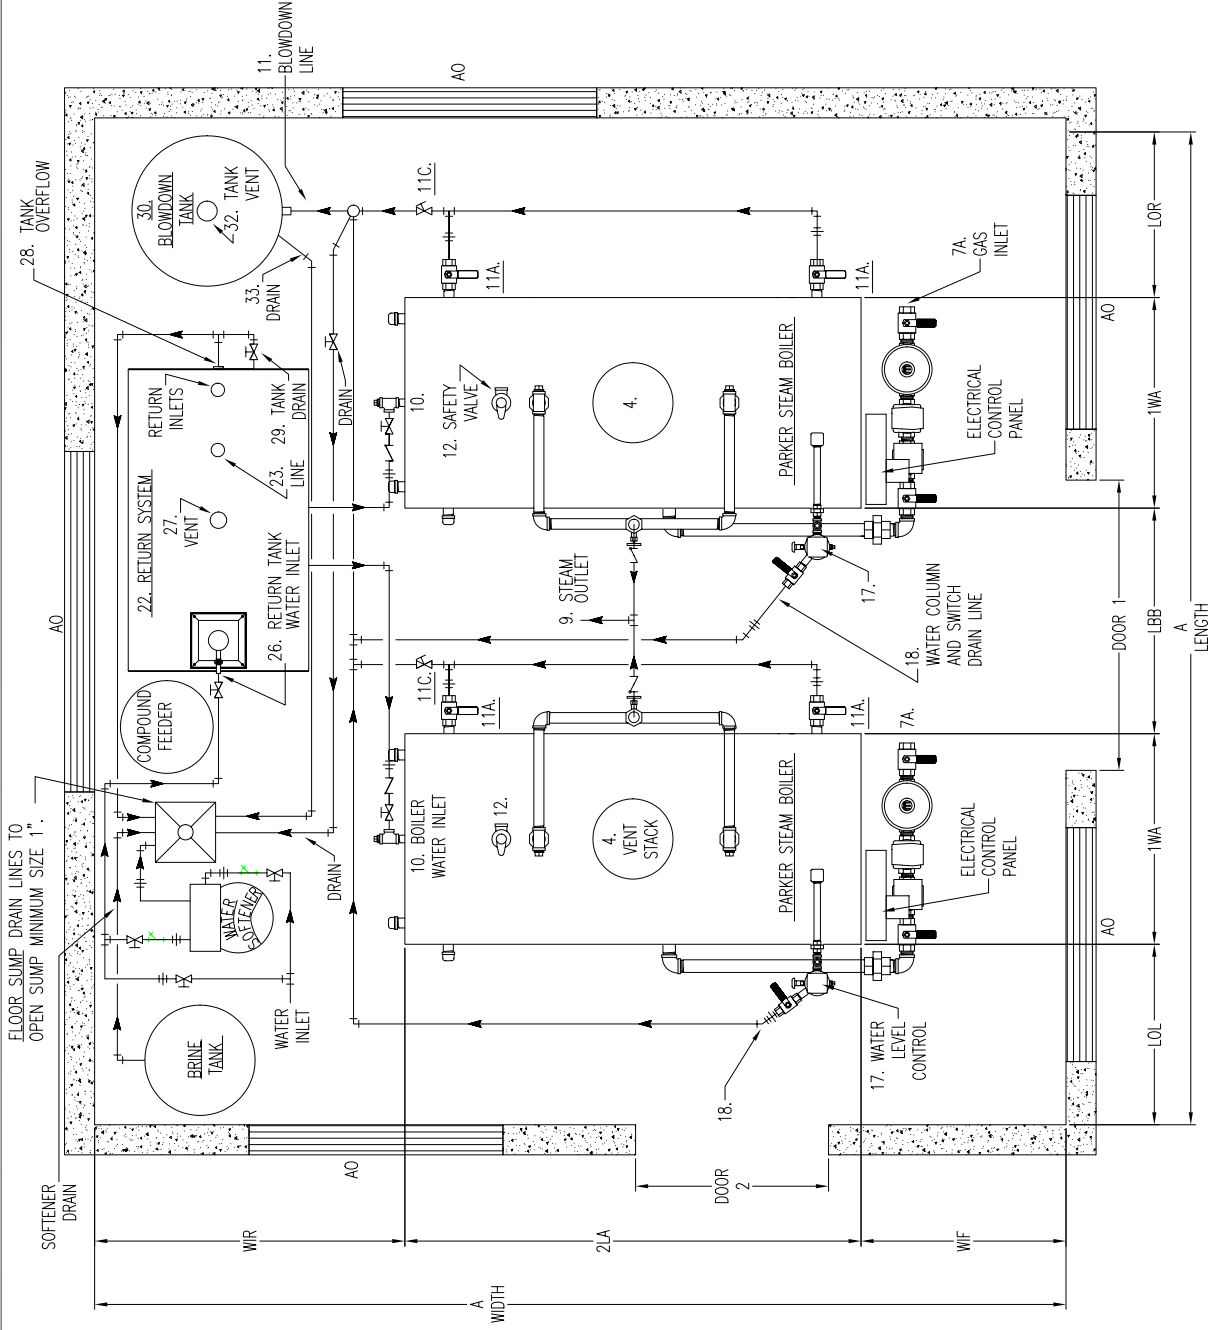 FLOOR SUMP DRAIN LINES TO
OPEN SUMP MINIMUM SIZE 1".
SOFTENER
DRAIN
BRINE
TANK
WATER
INLET
WATER
SOFTENER
DRAIN
COMPOUND
FEEDER
22. RETURN SYSTEM
26. RETURN TANK
WATER INLET
27.
VENT
23.
LINE
RETURN
INLETS
29. TANK
DRAIN
28. TANK
OVERFLOW
30.
BLOWDOWN
TANK
32. TANK
VENT
33.
DRAIN
11.
BLOWDOWN
LINE
DRAIN
AO
AO
AO
AO
AO
10. BOILER
WATER INLET
12.
4.
VENT
STACK
PARKER STEAM BOILER
11A.
11C.
11A.
7A.
ELECTRICAL
CONTROL
PANEL
17. WATER
LEVEL
CONTROL
18.
9. STEAM
OUTLET
18.
WATER COLUMN
AND SWITCH
DRAIN LINE
17.
10.
12. SAFETY
VALVE
4.
PARKER STEAM BOILER
11A.
11C.
11A.
7A.
GAS
INLET
ELECTRICAL
CONTROL
PANEL
DOOR 1
DOOR
2
WIR
2LA
WIF
A
WIDTH
LOL
1WA
LBB
1WA
LOR
A
LENGTH